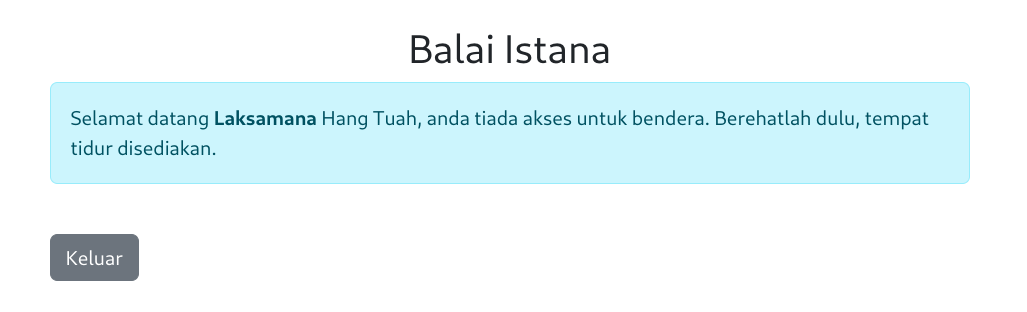 Balai Istana
Selamat datang Laksamana Hang Tuah, anda tiada akses untuk bendera. Berehatlah dulu, tempat
tidur disediakan.
Keluar